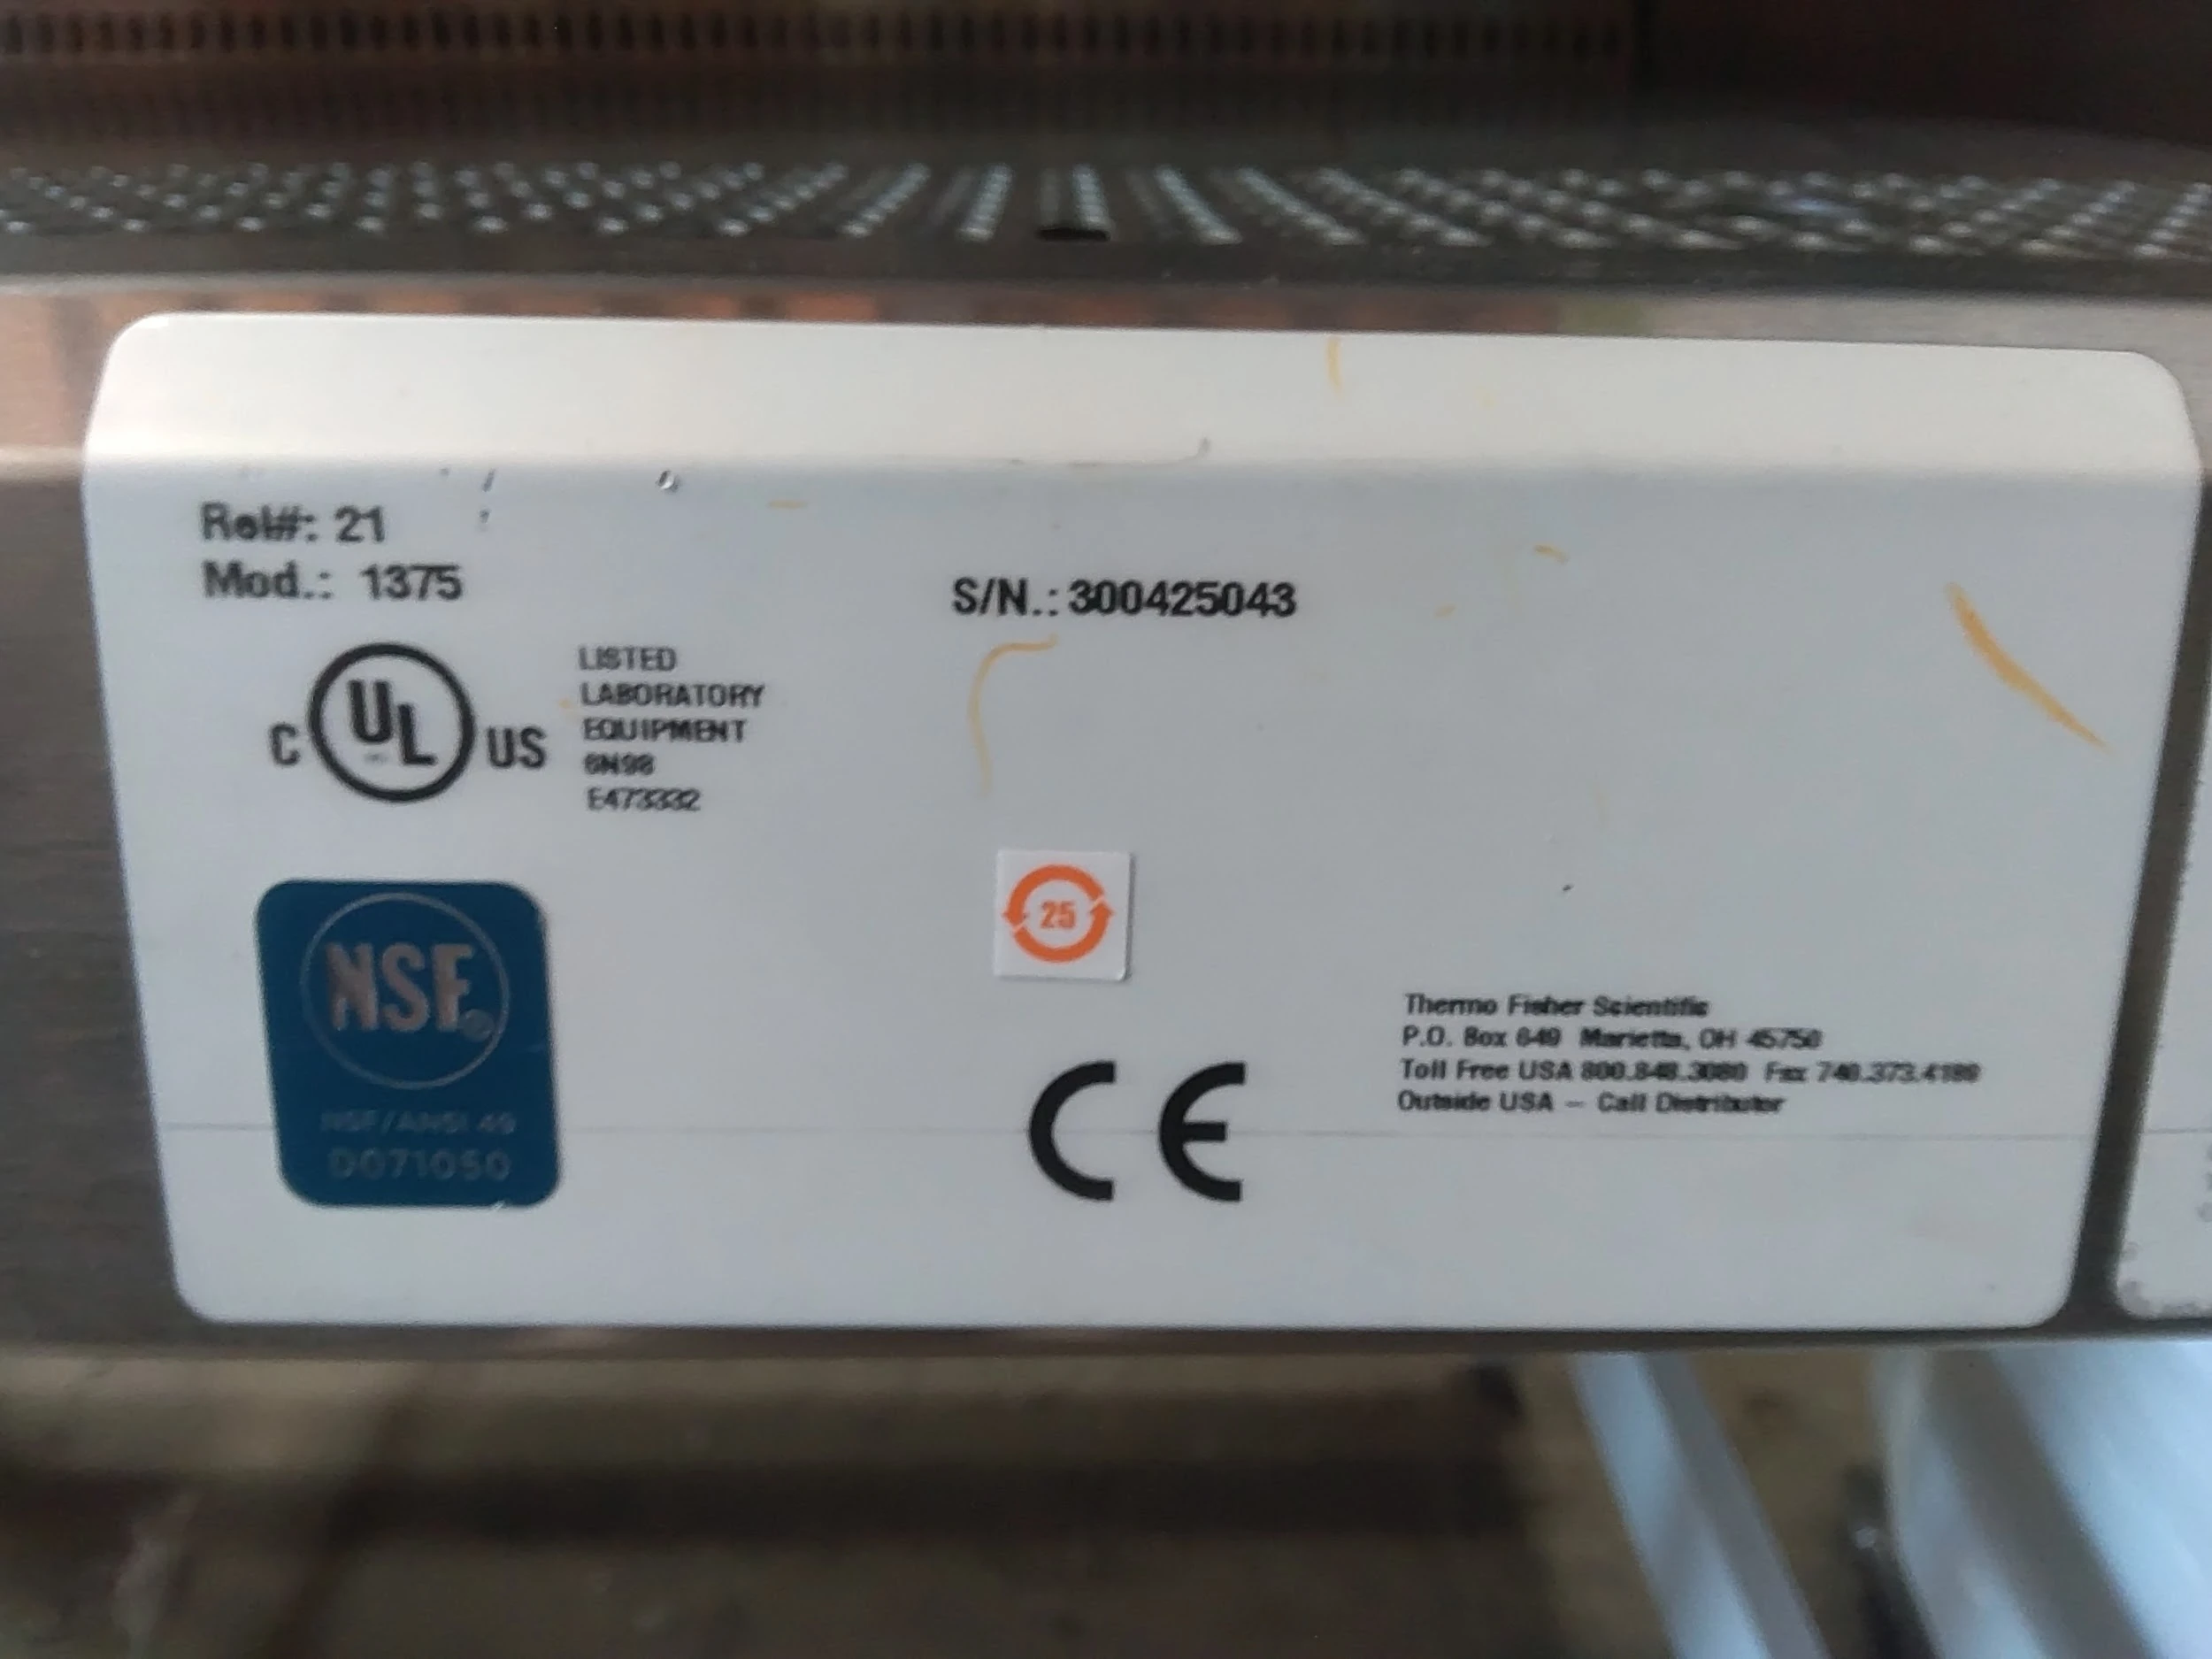 Rel#: 21
Mod.: 1375
S/N.: 300425043
C UL US
LISTED
LABORATORY
EQUIPMENT
E473332
NSF®
NSF/ANSI 49
D071050
25
CE
Thermo Fisher Scientific
P.O. Box 649 Marietta, OH 45750
Toll Free USA 800.848.3080 Fax 740.373.4189
Outside USA – Call Distributor